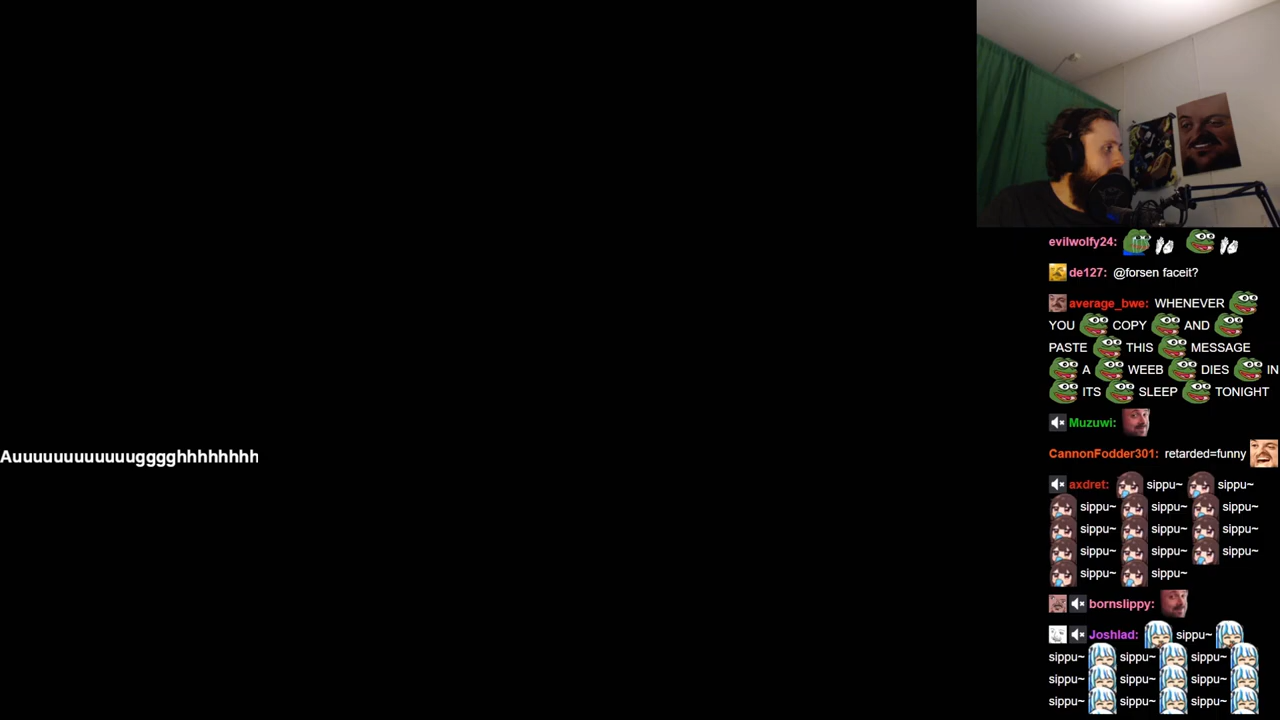 Auuuuuuuuuuuuggggghhhhhhhh
evilwolfy24:
de127: @forsen faceit?
average_bwe: WHENEVER
YOU COPY AND
PASTE THIS MESSAGE
A WEEB DIES IN
ITS SLEEP TONIGHT
Muzuwi:
CannonFodder301: retarded=funny
axdret: sippu~ sippu~
sippu~ sippu~ sippu~
sippu~ sippu~ sippu~
sippu~ sippu~ sippu~
sippu~ sippu~
bornslippy:
Joshlad: sippu~
sippu~ sippu~ sippu~
sippu~ sippu~ sippu~
sippu~ sippu~ sippu~